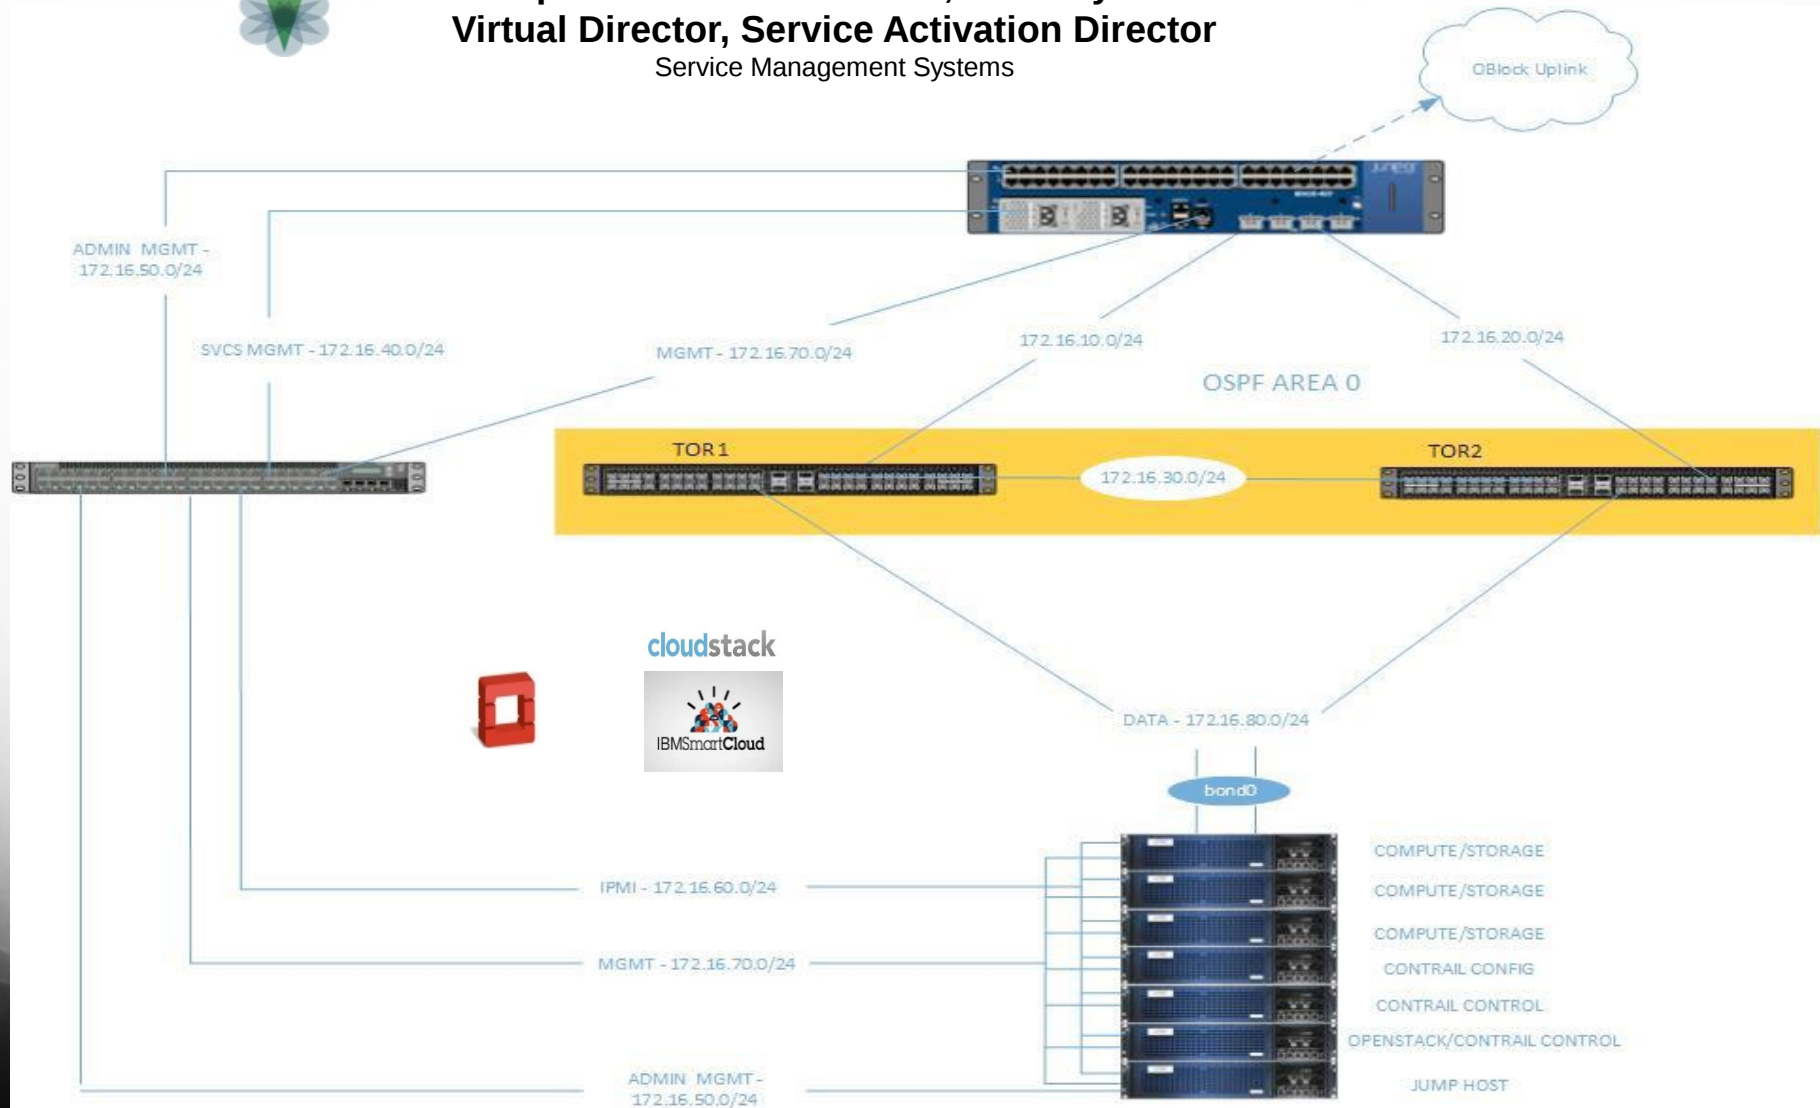 Virtual Director, Service Activation Director
Service Management Systems
OBlock Uplink
ADMIN MGMT -
172.16.50.0/24
SVCS MGMT - 172.16.40.0/24
MGMT - 172.16.70.0/24
172.16.10.0/24
172.16.20.0/24
OSPF AREA 0
TOR1
TOR2
172.16.30.0/24
cloudstack
IBMSmartCloud
DATA - 172.16.80.0/24
bond0
COMPUTE/STORAGE
IPMI - 172.16.60.0/24
COMPUTE/STORAGE
COMPUTE/STORAGE
MGMT - 172.16.70.0/24
CONTRAIL CONFIG
CONTRAIL CONTROL
OPENSTACK/CONTRAIL CONTROL
ADMIN MGMT -
172.16.50.0/24
JUMP HOST